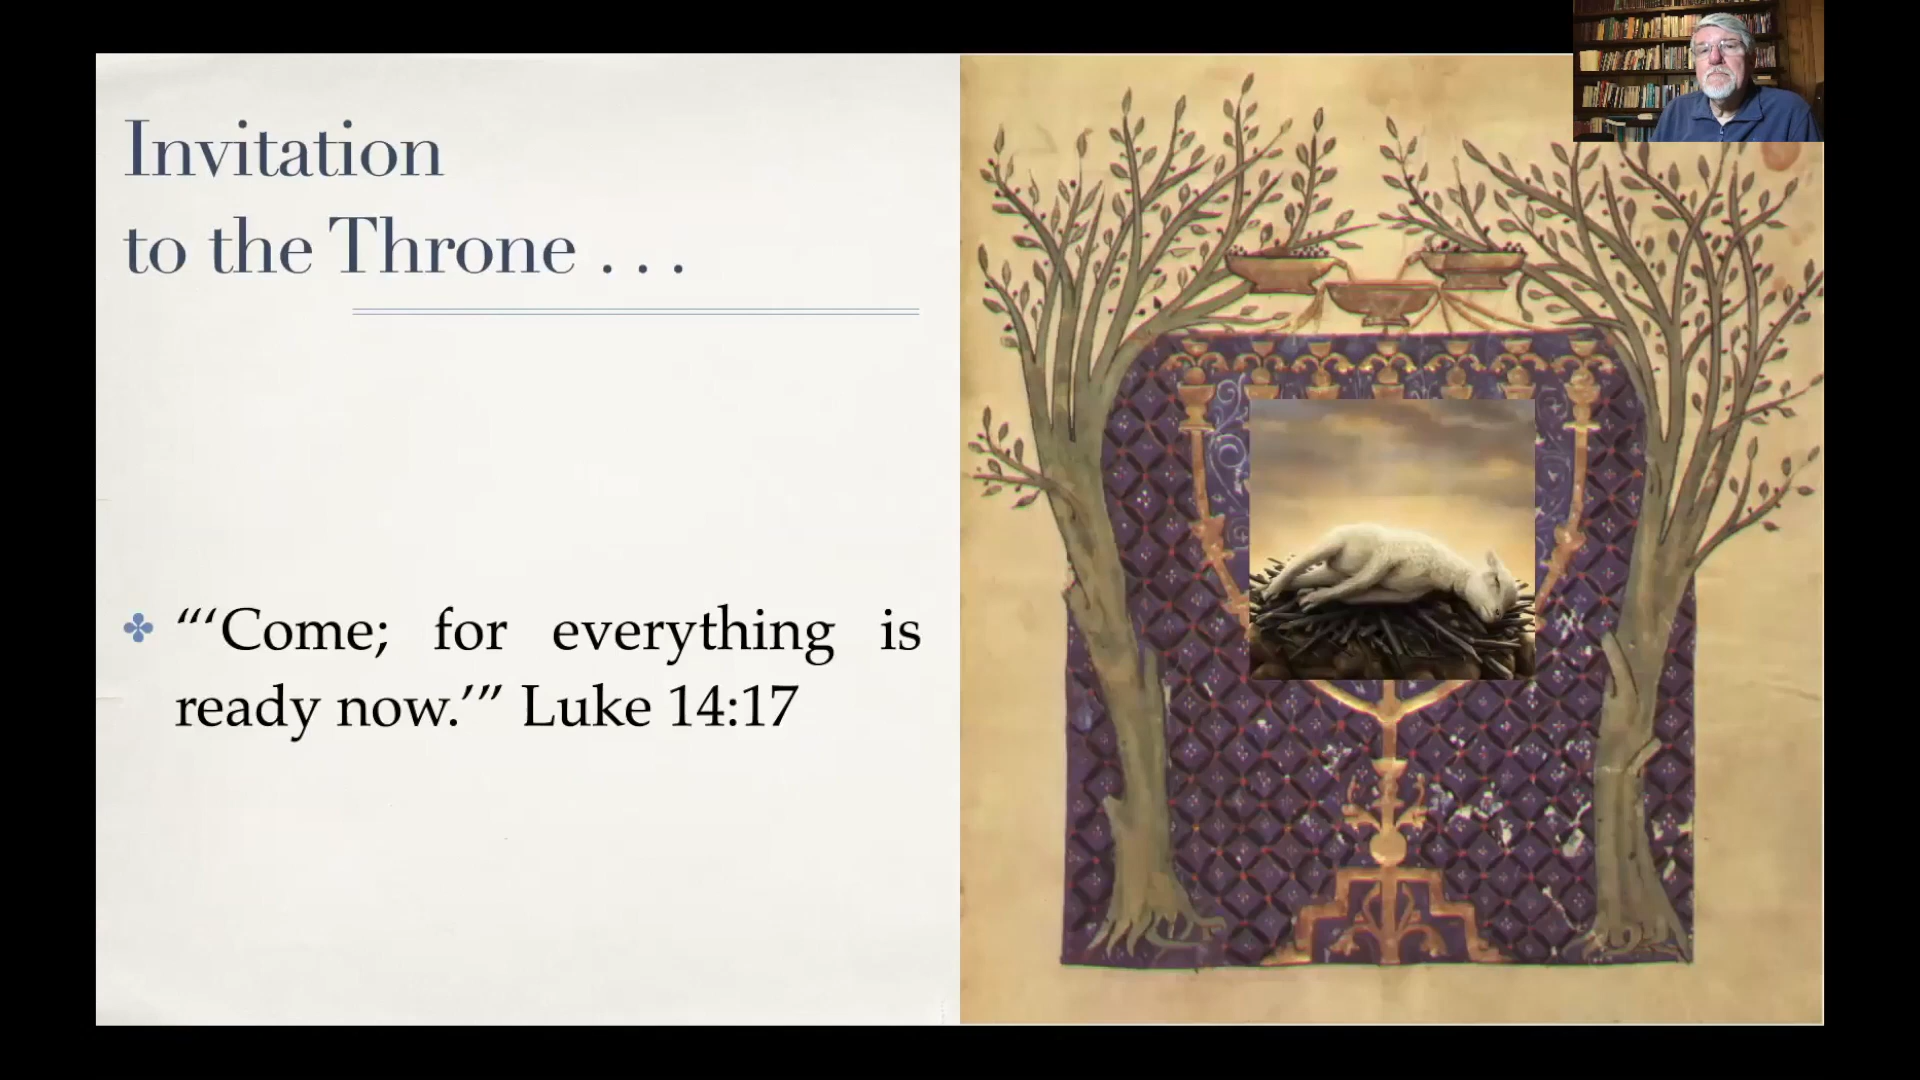 Invitation
to the Throne . . .
“‘Come; for everything is
ready now.’” Luke 14:17